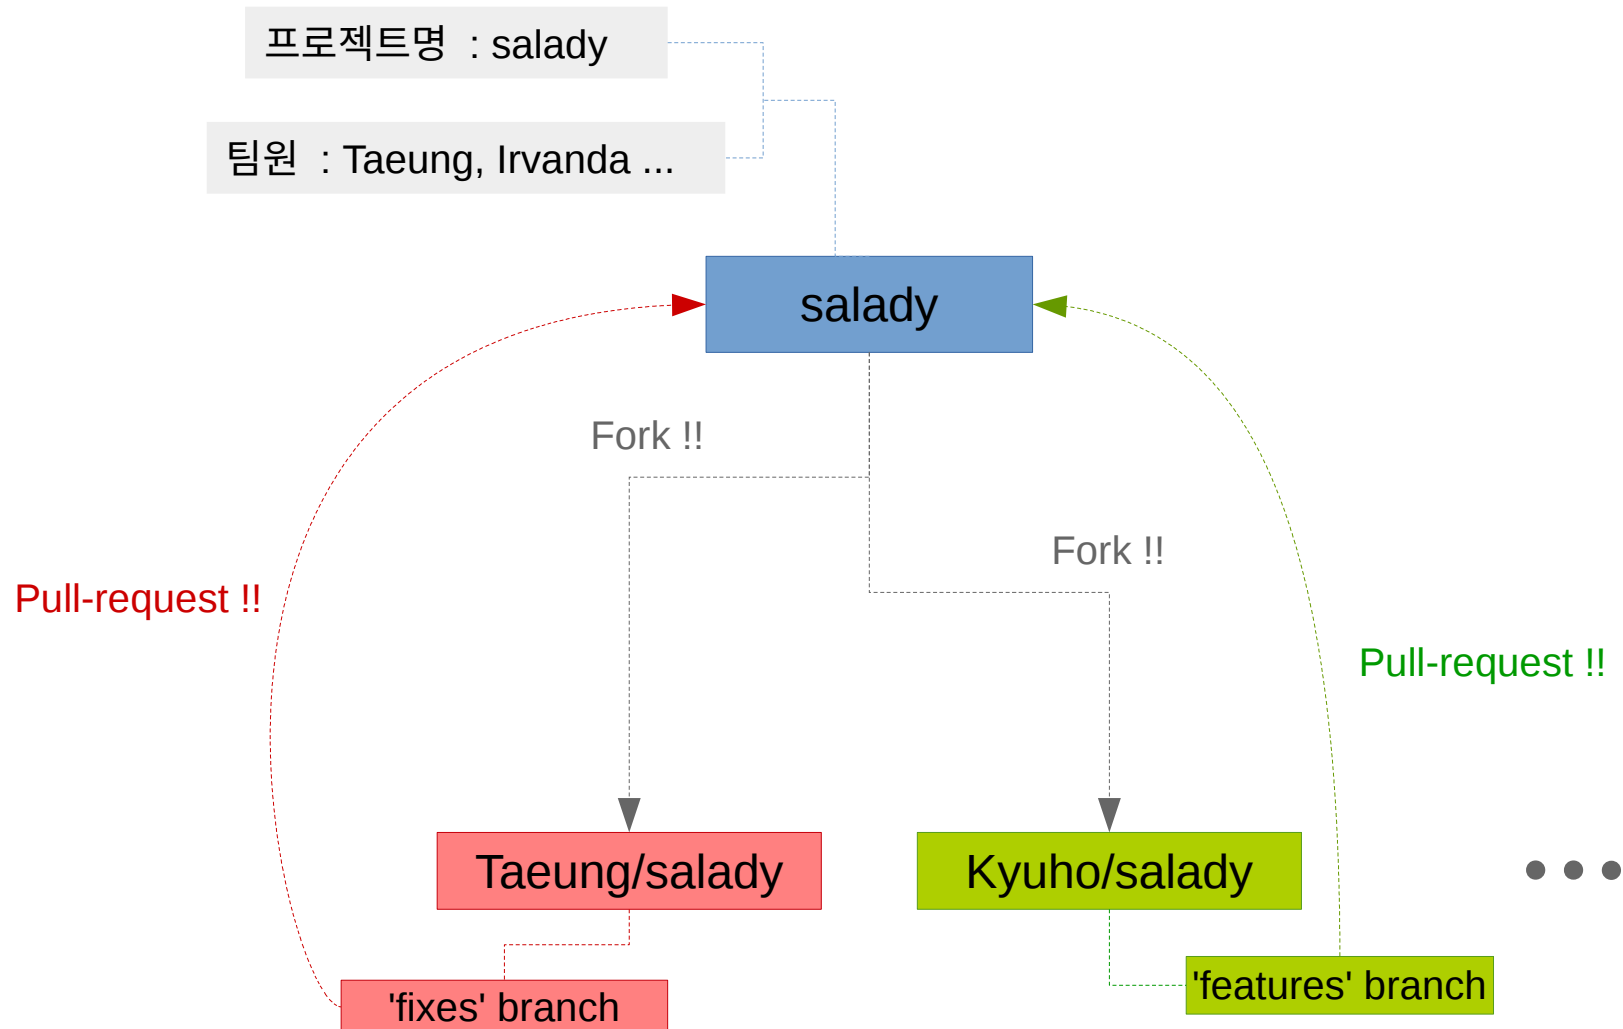 프로젝트명 : salady
팀원 : Taeung, Irvanda ...
salady
Fork !!
Fork !!
Pull-request !!
Pull-request !!
Taeung/salady
Kyuho/salady
'features' branch
'fixes' branch